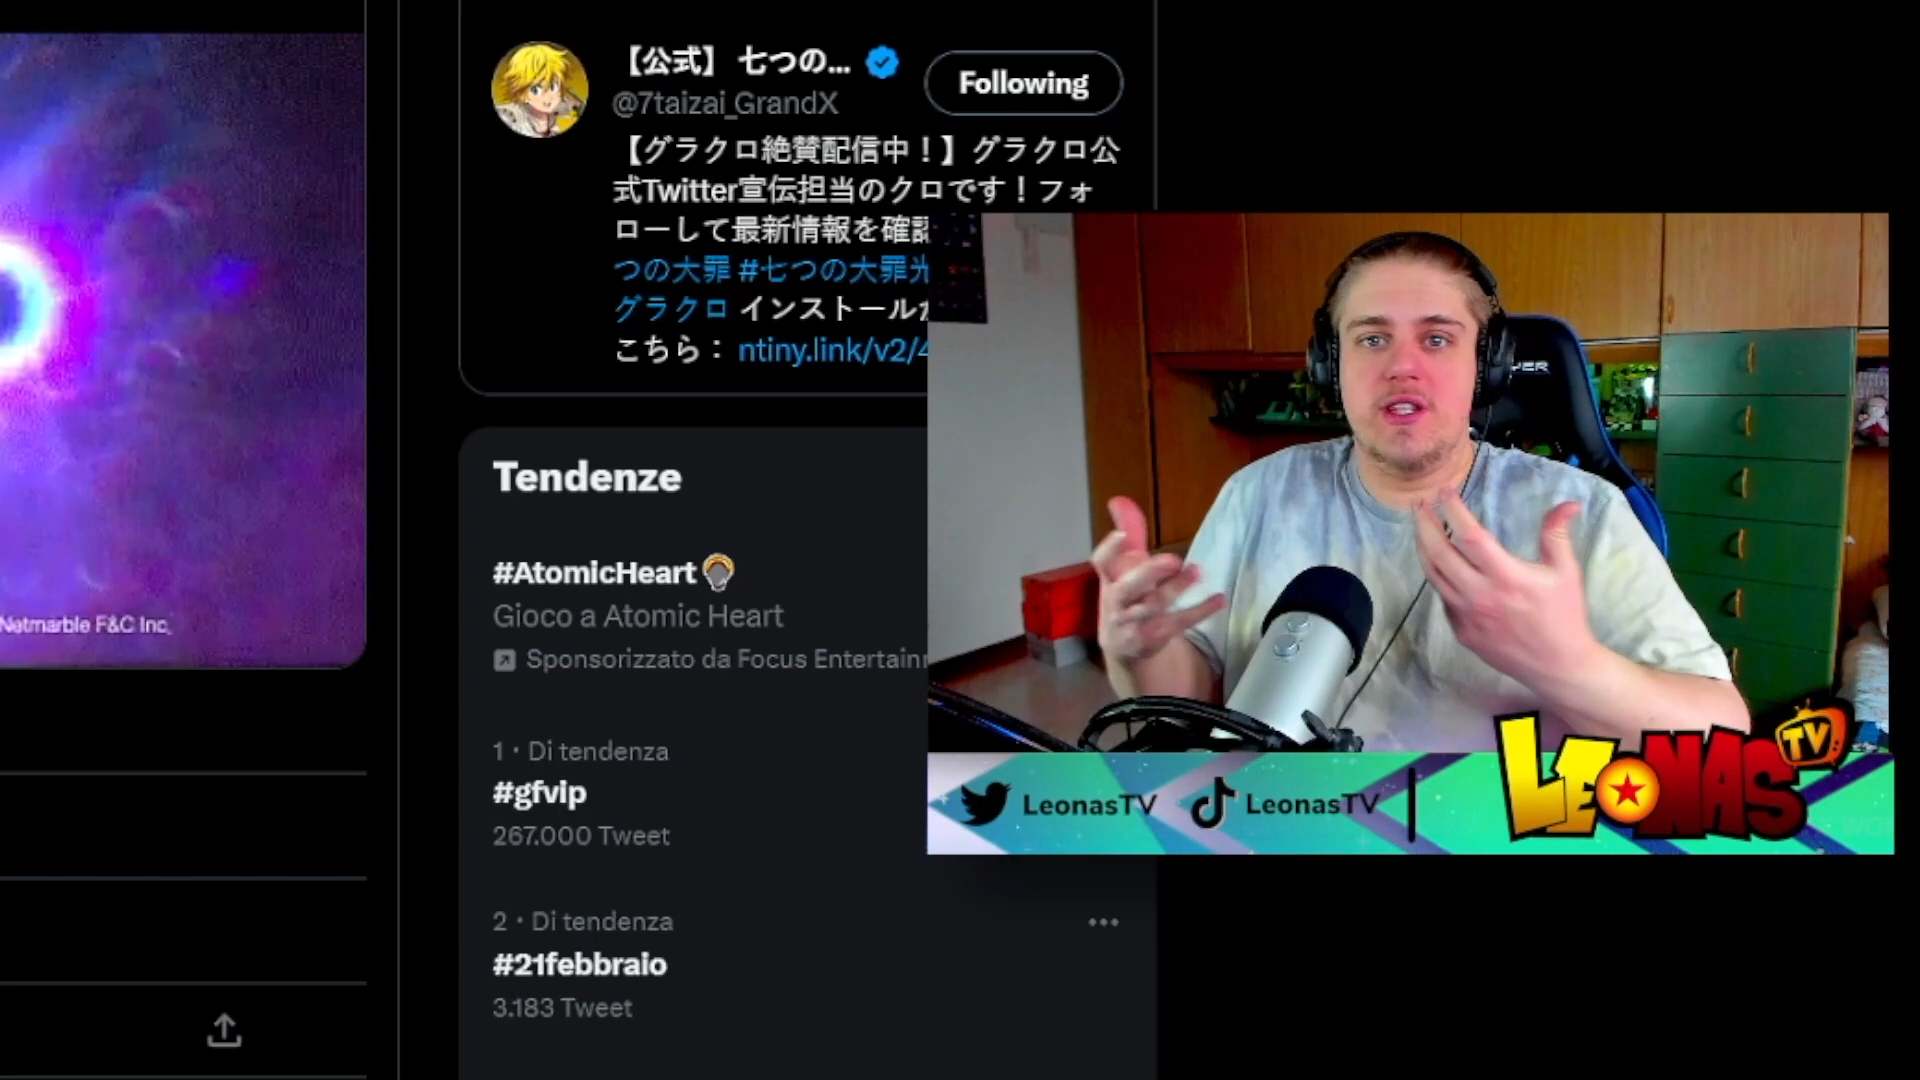 【公式】 七つの...
@7taizai_GrandX
Following
【グラクロ絶賛配信中！】グラクロ公
式Twitter宣伝担当のクロです！フォ
ローして最新情報を確認
つの大罪 #七つの大罪光
グラクロ インストールが
こちら： ntiny.link/v2/4
Netmarble F&C Inc.
Tendenze
#AtomicHeart
Gioco a Atomic Heart
Sponsorizzato da Focus Entertain
1 · Di tendenza
#gfvip
267.000 Tweet
2 · Di tendenza
#21febbraio
3.183 Tweet
LeonasTV
LeonasTV
LEONAS
TV